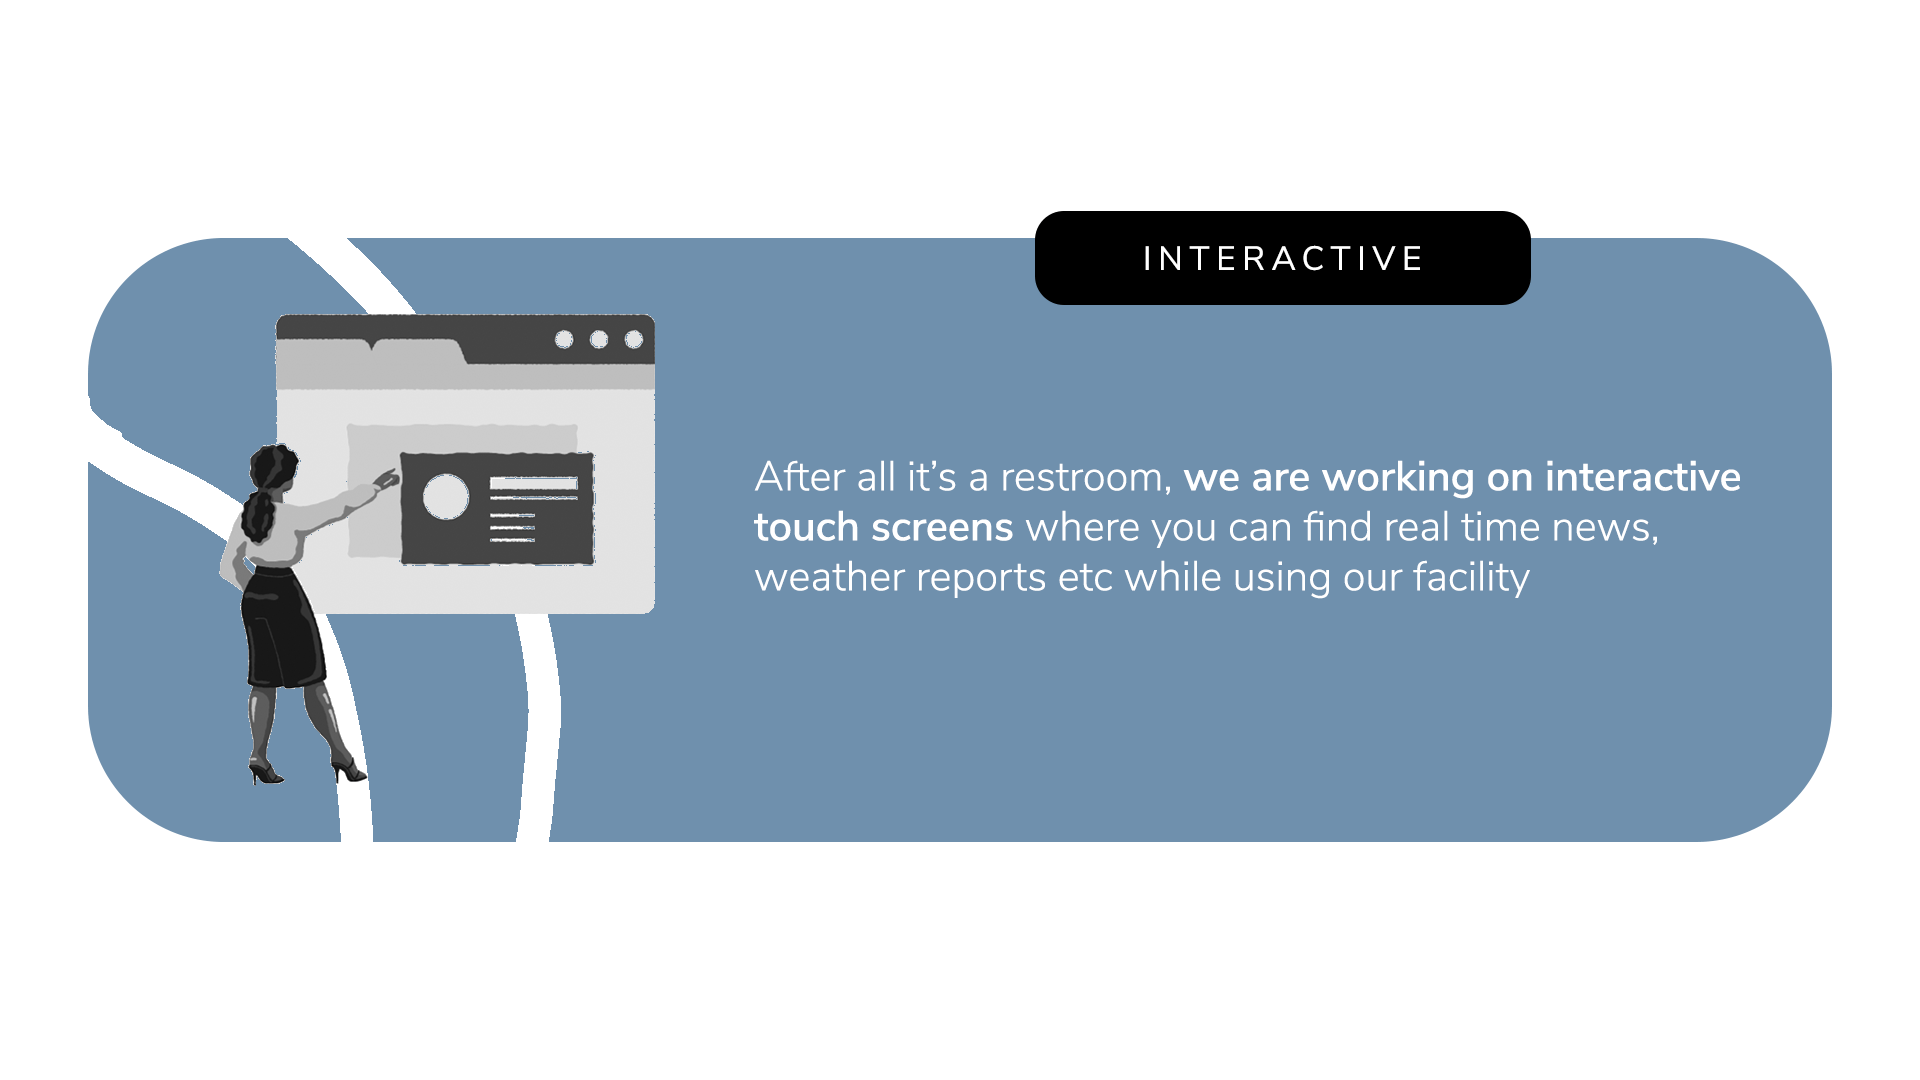 INTERACTIVE
After all it’s a restroom, we are working on interactive
touch screens where you can find real time news,
weather reports etc while using our facility